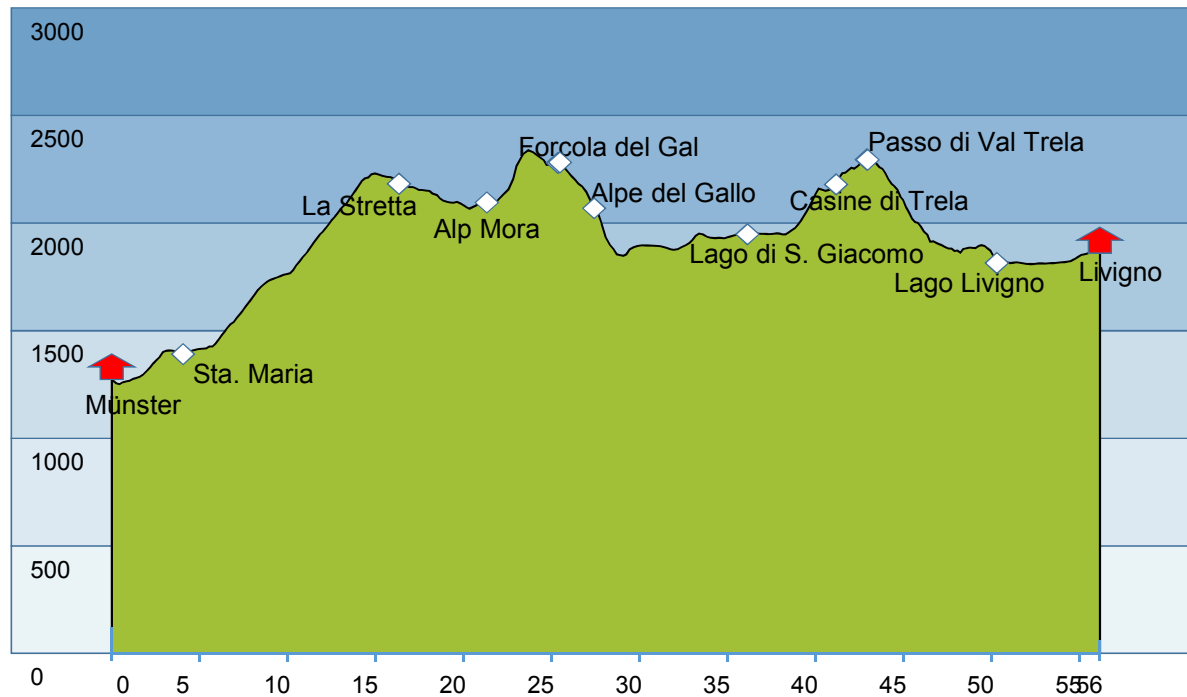 3000
2500
Forcola del Gal
Passo di Val Trela
Alpe del Gallo
La Stretta
Casine di Trela
Alp Mora
2000
Lago di S. Giacomo
Livigno
Lago Livigno
1500
Sta. Maria
Münster
1000
500
0
0 5 10 15 20 25 30 35 40 45 50 55 56